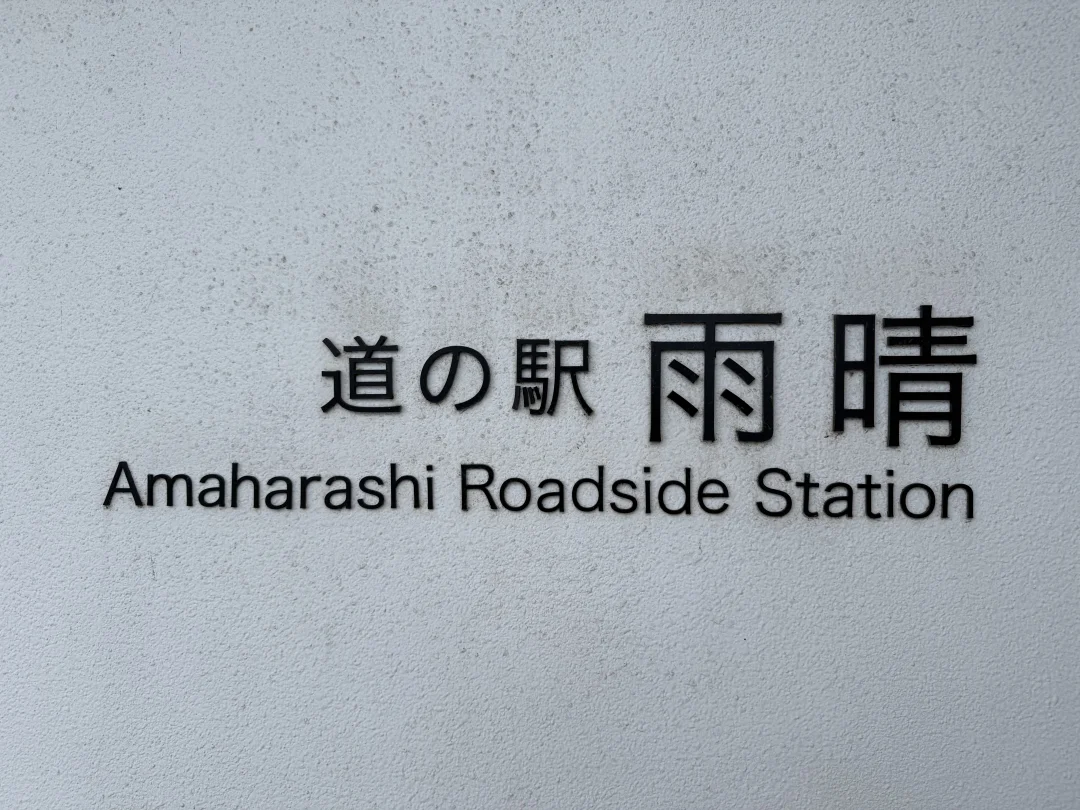 道の駅 雨晴
Amaharashi Roadside Station